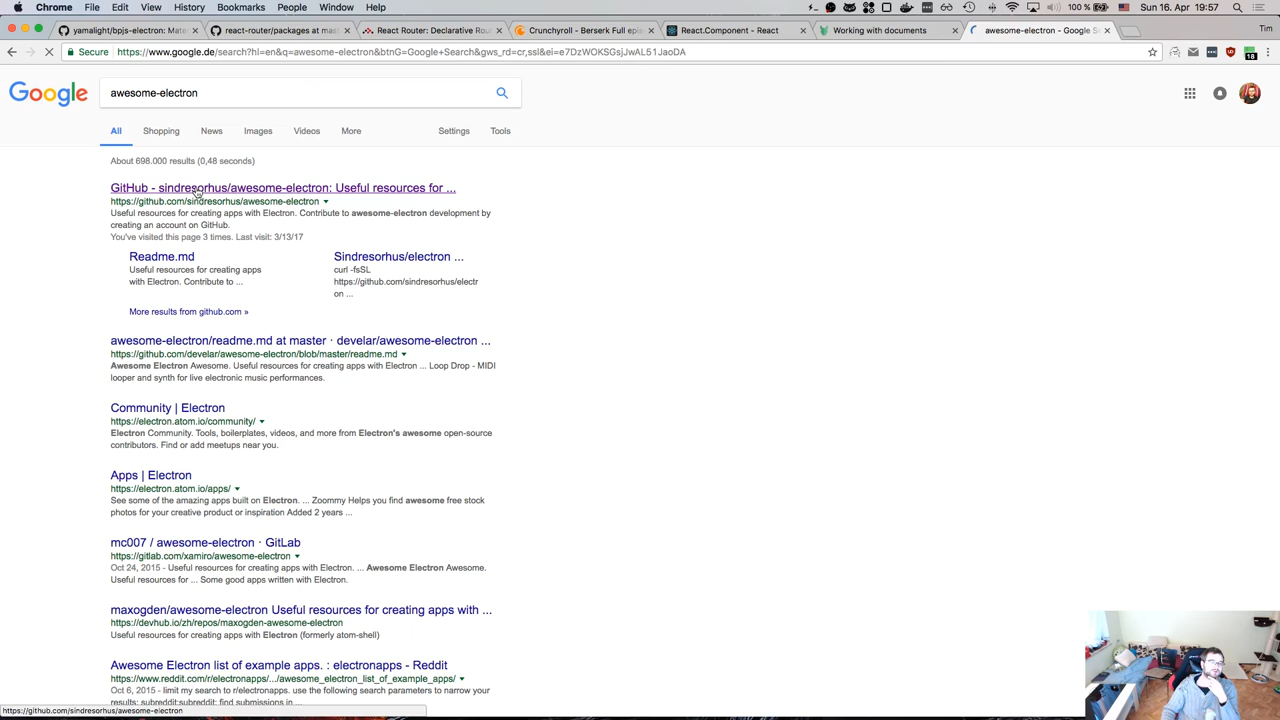 Chrome File Edit View History Bookmarks People Window Help 100 % Sun 16. Apr 19:57
yamalight/bpjs-electron: Mate react-router/packages at mas React Router: Declarative Rou Crunchyroll - Berserk Full epis React.Component - React Working with documents awesome-electron - Google Se Tim
Secure https://www.google.de/search?hl=en&q=awesome-electron&btnG=Google+Search&gws_rd=cr,ssl&ei=e7DzWOKSGsjJwAL51JaoDA 18
Google awesome-electron
All Shopping News Images Videos More Settings Tools
About 698.000 results (0,48 seconds)
GitHub - sindresorhus/awesome-electron: Useful resources for ...
https://github.com/sindresorhus/awesome-electron
Useful resources for creating apps with Electron. Contribute to awesome-electron development by
creating an account on GitHub.
You've visited this page 3 times. Last visit: 3/13/17
Readme.md
Useful resources for creating apps
with Electron. Contribute to ...
Sindresorhus/electron ...
curl -fsSL
https://github.com/sindresorhus/electr
on ...
More results from github.com »
awesome-electron/readme.md at master · develar/awesome-electron ...
https://github.com/develar/awesome-electron/blob/master/readme.md
Awesome Electron Awesome. Useful resources for creating apps with Electron ... Loop Drop - MIDI
looper and synth for live electronic music performances.
Community | Electron
https://electron.atom.io/community/
Electron Community. Tools, boilerplates, videos, and more from Electron's awesome open-source
contributors. Find or add meetups near you.
Apps | Electron
https://electron.atom.io/apps/
See some of the amazing apps built on Electron. ... Zoommy Helps you find awesome free stock
photos for your creative product or inspiration Added 2 years ...
mc007 / awesome-electron · GitLab
https://gitlab.com/xamiro/awesome-electron
Oct 24, 2015 - Useful resources for creating apps with Electron. ... Awesome Electron Awesome.
Useful resources for ... Some good apps written with Electron.
maxogden/awesome-electron Useful resources for creating apps with ...
https://devhub.io/zh/repos/maxogden-awesome-electron
Useful resources for creating apps with Electron (formerly atom-shell)
Awesome Electron list of example apps. : electronapps - Reddit
https://www.reddit.com/r/electronapps/.../awesome_electron_list_of_example_apps/
Oct 6, 2015 - limit my search to r/electronapps. use the following search parameters to narrow your
results: subreddit:subreddit: find submissions in ...
https://github.com/sindresorhus/awesome-electron